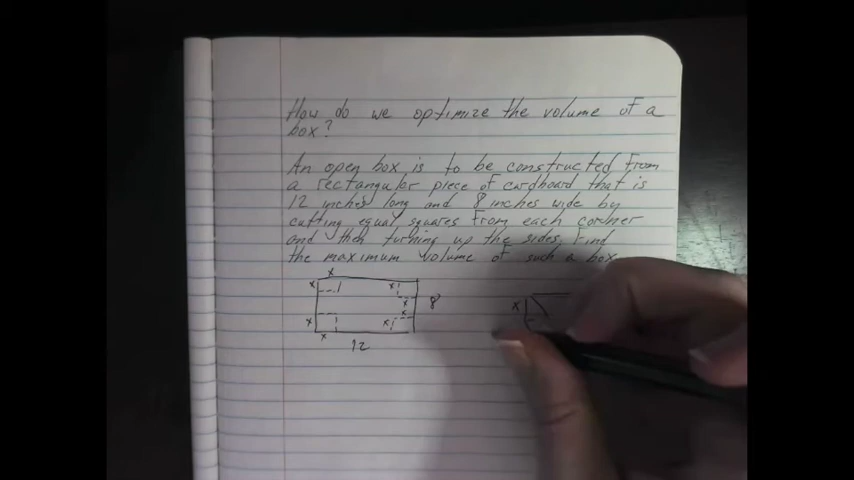 How do we optimize the volume of a
box?
An open box is to be constructed from
a rectangular piece of cardboard that is
12 inches long and 8 inches wide by
cutting equal squares from each corner
and then turning up the sides. Find
the maximum volume of such a box
x
x x
x 8
x
x x
x
12
x